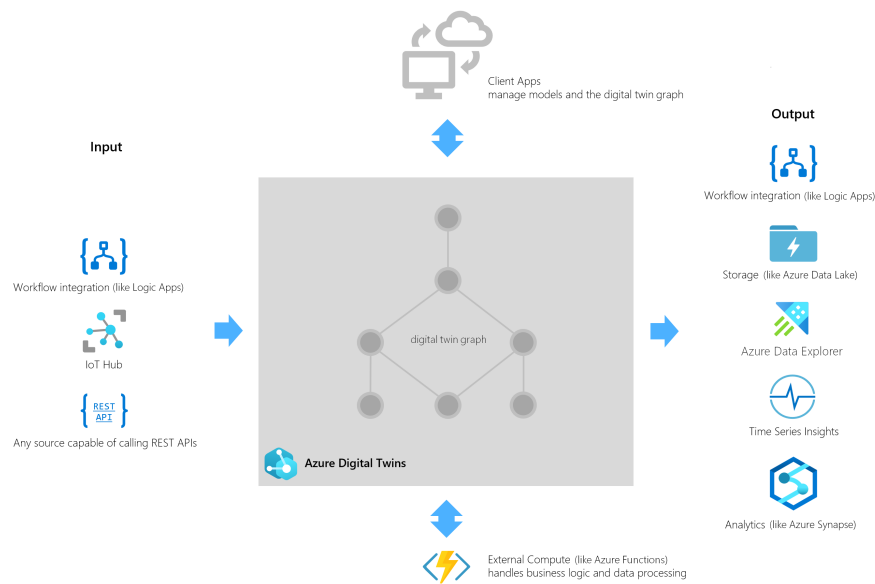 Client Apps
manage models and the digital twin graph
Input
Output
Workflow integration (like Logic Apps)
IoT Hub
REST
API
Any source capable of calling REST APIs
digital twin graph
Azure Digital Twins
Workflow integration (like Logic Apps)
Storage (like Azure Data Lake)
Azure Data Explorer
Time Series Insights
Analytics (like Azure Synapse)
External Compute (like Azure Functions)
handles business logic and data processing